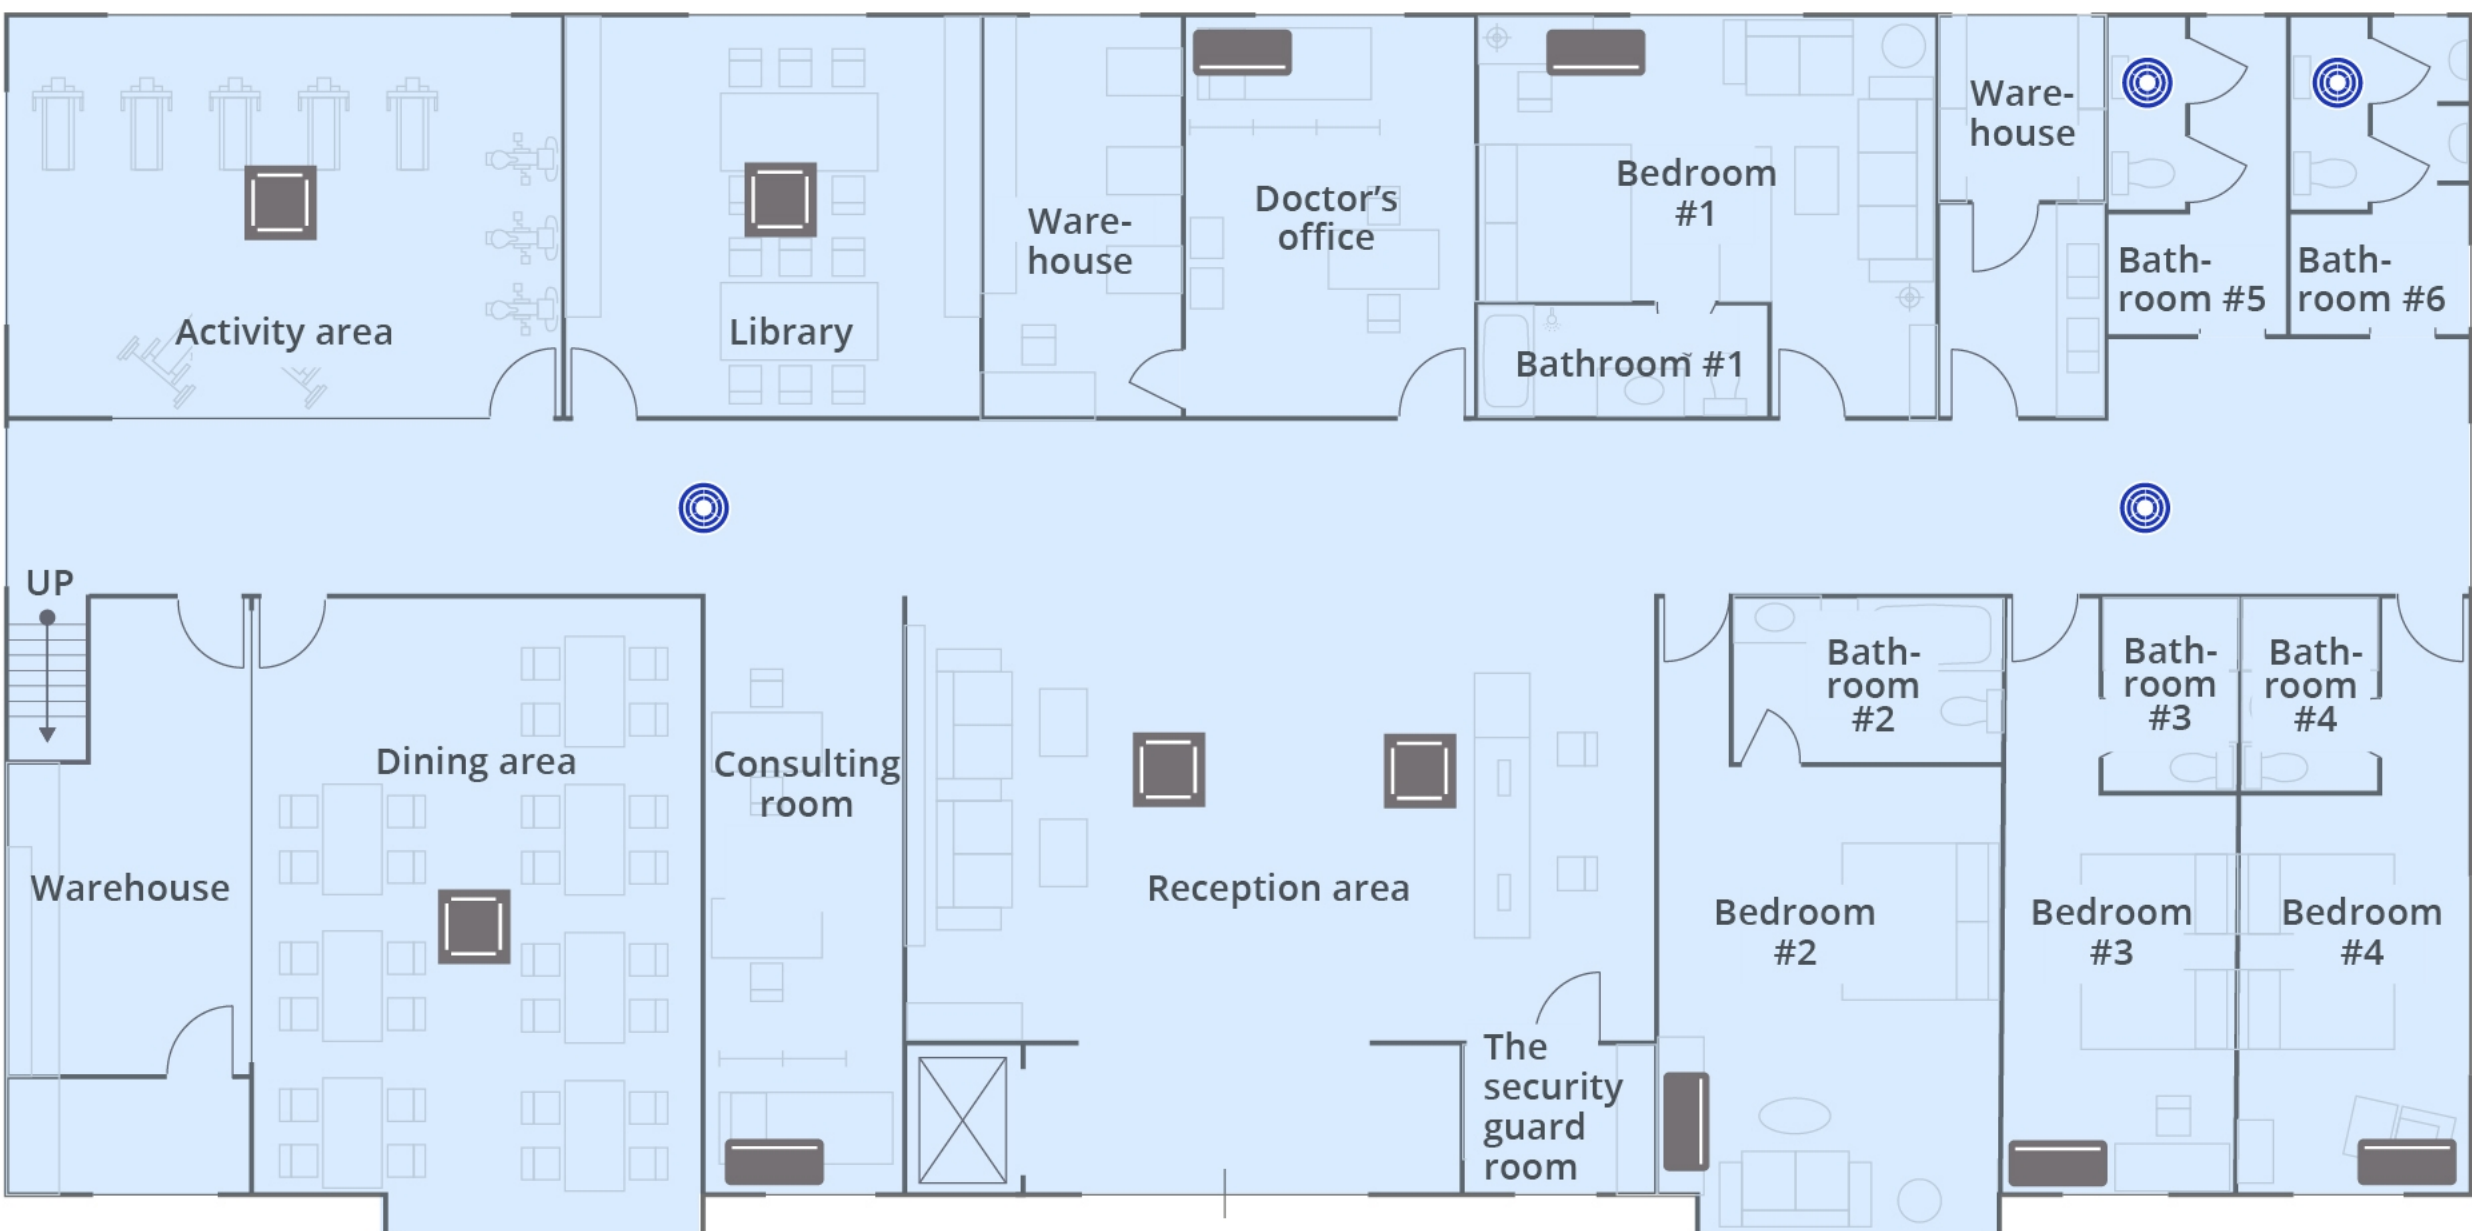 Activity area
Library
Ware-
house
Doctor's
office
Bedroom
#1
Bathroom #1
Ware-
house
Bath-
room #5
Bath-
room #6
UP
Warehouse
Dining area
Consulting
room
Reception area
The
security
guard
room
Bath-
room
#2
Bedroom
#2
Bath-
room
#3
Bedroom
#3
Bath-
room
#4
Bedroom
#4